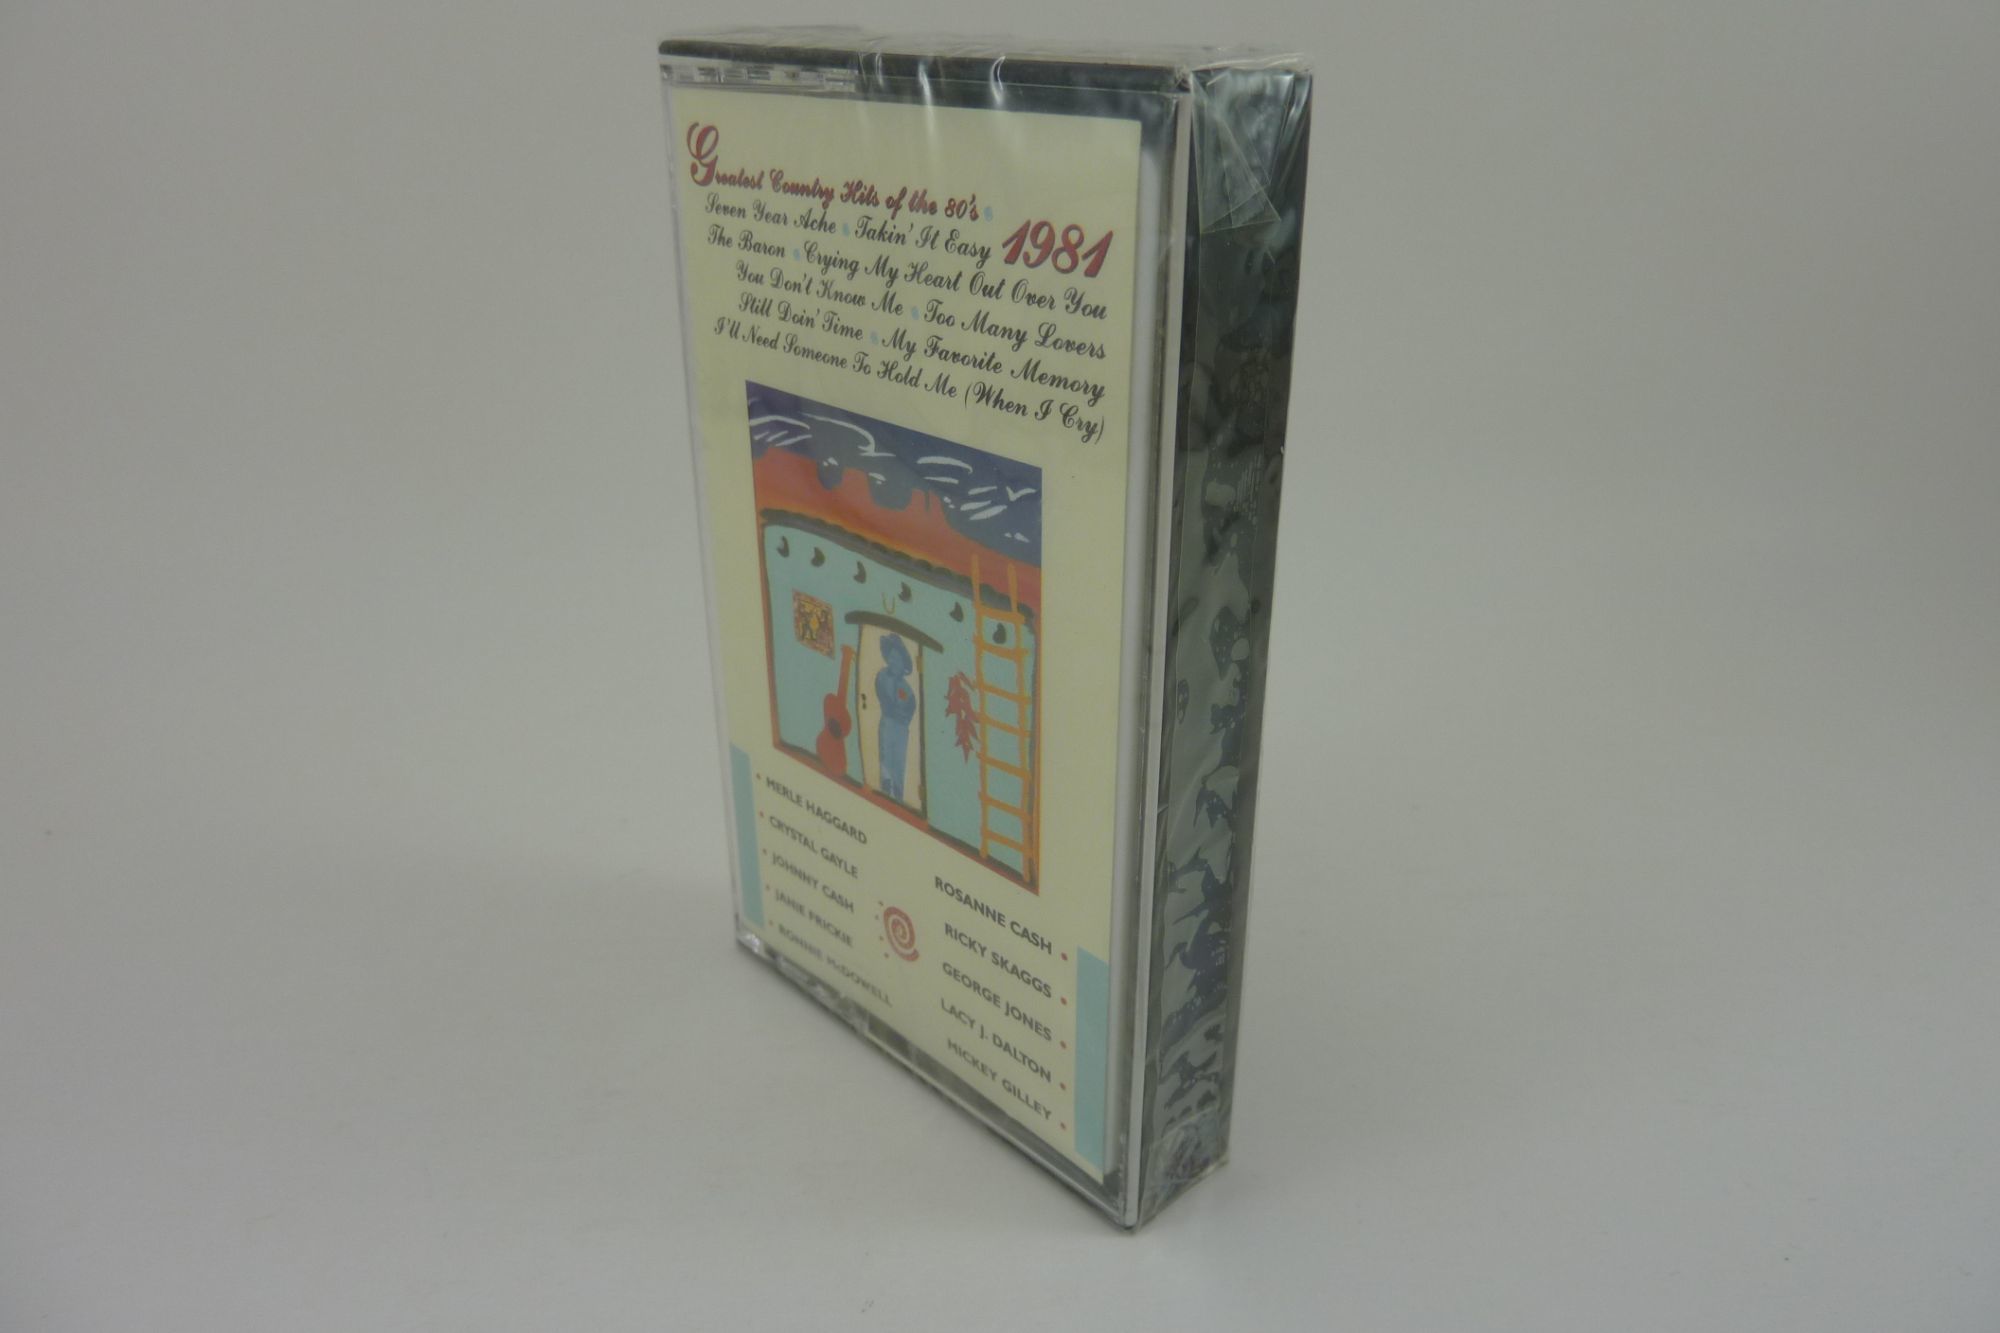 Greatest Country Hits of the 80's • 1981
Seven Year Ache • Takin' It Easy
The Baron • Crying My Heart Out Over You
You Don't Know Me • Too Many Lovers
Still Doin' Time • My Favorite Memory
I'll Need Someone To Hold Me (When I Cry)
• MERLE HAGGARD
• CRYSTAL GAYLE
• JOHNNY CASH
• JANIE FRICKIE
• RONNIE McDOWELL
ROSANNE CASH •
RICKY SKAGGS •
GEORGE JONES •
LACY J. DALTON •
MICKEY GILLEY •